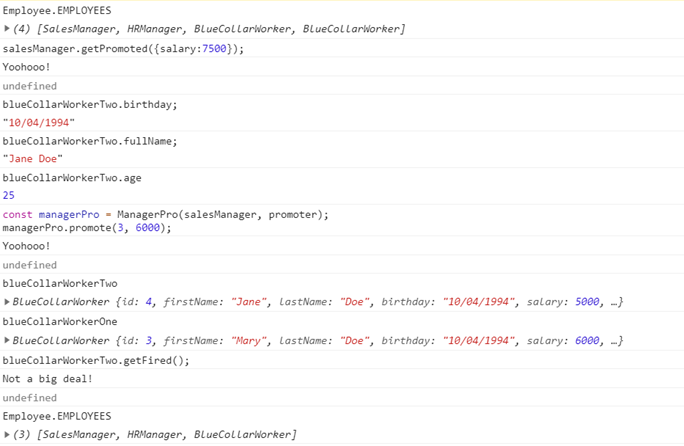 Employee.EMPLOYEES
(4) [SalesManager, HRManager, BlueCollarWorker, BlueCollarWorker]
salesManager.getPromoted({salary:7500});
Yoohooo!
undefined
blueCollarWorkerTwo.birthday;
"10/04/1994"
blueCollarWorkerTwo.fullName;
"Jane Doe"
blueCollarWorkerTwo.age
25
const managerPro = ManagerPro(salesManager, promoter);
managerPro.promote(3, 6000);
Yoohooo!
undefined
blueCollarWorkerTwo
BlueCollarWorker {id: 4, firstName: "Jane", lastName: "Doe", birthday: "10/04/1994", salary: 5000, …}
blueCollarWorkerOne
BlueCollarWorker {id: 3, firstName: "Mary", lastName: "Doe", birthday: "10/04/1994", salary: 6000, …}
blueCollarWorkerTwo.getFired();
Not a big deal!
undefined
Employee.EMPLOYEES
(3) [SalesManager, HRManager, BlueCollarWorker]